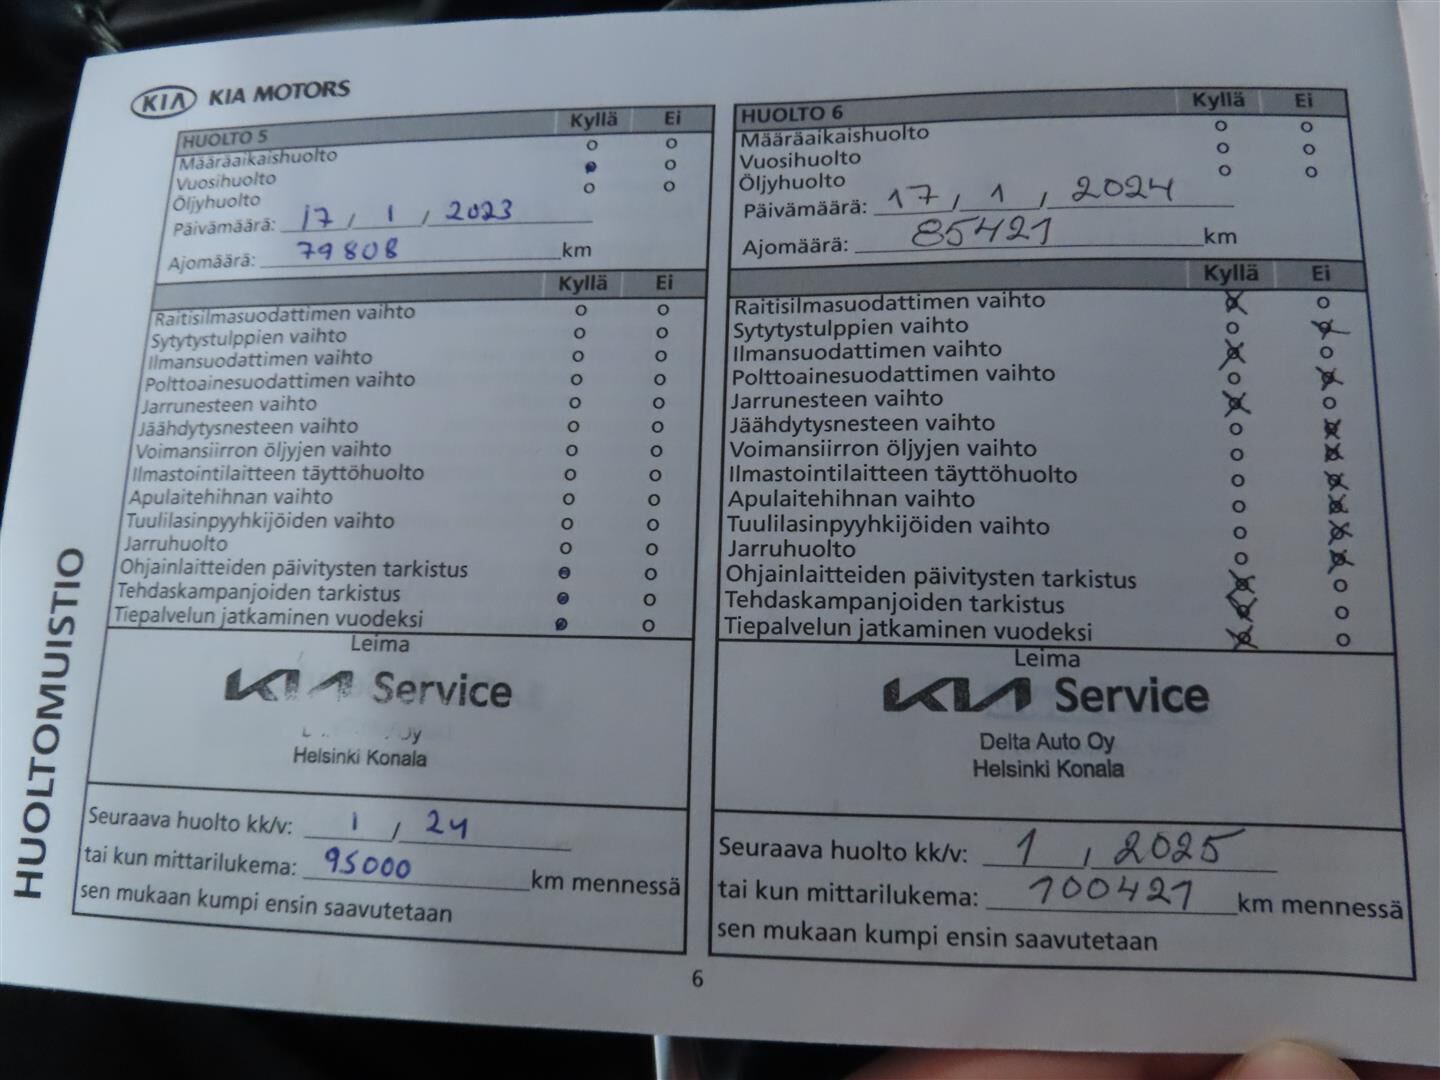 KIA KIA MOTORS
HUOLTOMUISTIO
HUOLTO 5 Kyllä Ei
Määräaikaishuolto o o
Vuosihuolto o
Öljyhuolto o o
Päivämäärä: 17 / 1 / 2023
Ajomäärä: 79808 km
Kyllä Ei
Raitisilmasuodattimen vaihto o o
Sytytystulppien vaihto o o
Ilmansuodattimen vaihto o o
Polttoainesuodattimen vaihto o o
Jarrunesteen vaihto o o
Jäähdytysnesteen vaihto o o
Voimansiirron öljyjen vaihto o o
Ilmastointilaitteen täyttöhuolto o o
Apulaitehihnan vaihto o o
Tuulilasinpyyhkijöiden vaihto o o
Jarruhuolto o o
Ohjainlaitteiden päivitysten tarkistus o
Tehdaskampanjoiden tarkistus o
Tiepalvelun jatkaminen vuodeksi o
Leima
KIA Service
Oy
Helsinki Konala
Seuraava huolto kk/v: 1 / 24
tai kun mittarilukema: 95000 km mennessä
sen mukaan kumpi ensin saavutetaan
HUOLTO 6 Kyllä Ei
Määräaikaishuolto o o
Vuosihuolto o o
Öljyhuolto o o
Päivämäärä: 17 / 1 / 2024
Ajomäärä: 85421 km
Kyllä Ei
Raitisilmasuodattimen vaihto x o
Sytytystulppien vaihto o x
Ilmansuodattimen vaihto x o
Polttoainesuodattimen vaihto o x
Jarrunesteen vaihto x o
Jäähdytysnesteen vaihto o x
Voimansiirron öljyjen vaihto o x
Ilmastointilaitteen täyttöhuolto o x
Apulaitehihnan vaihto o x
Tuulilasinpyyhkijöiden vaihto o x
Jarruhuolto o x
Ohjainlaitteiden päivitysten tarkistus x o
Tehdaskampanjoiden tarkistus x o
Tiepalvelun jatkaminen vuodeksi x o
Leima
KIA Service
Delta Auto Oy
Helsinki Konala
Seuraava huolto kk/v: 1 / 2025
tai kun mittarilukema: 100421 km mennessä
sen mukaan kumpi ensin saavutetaan
6